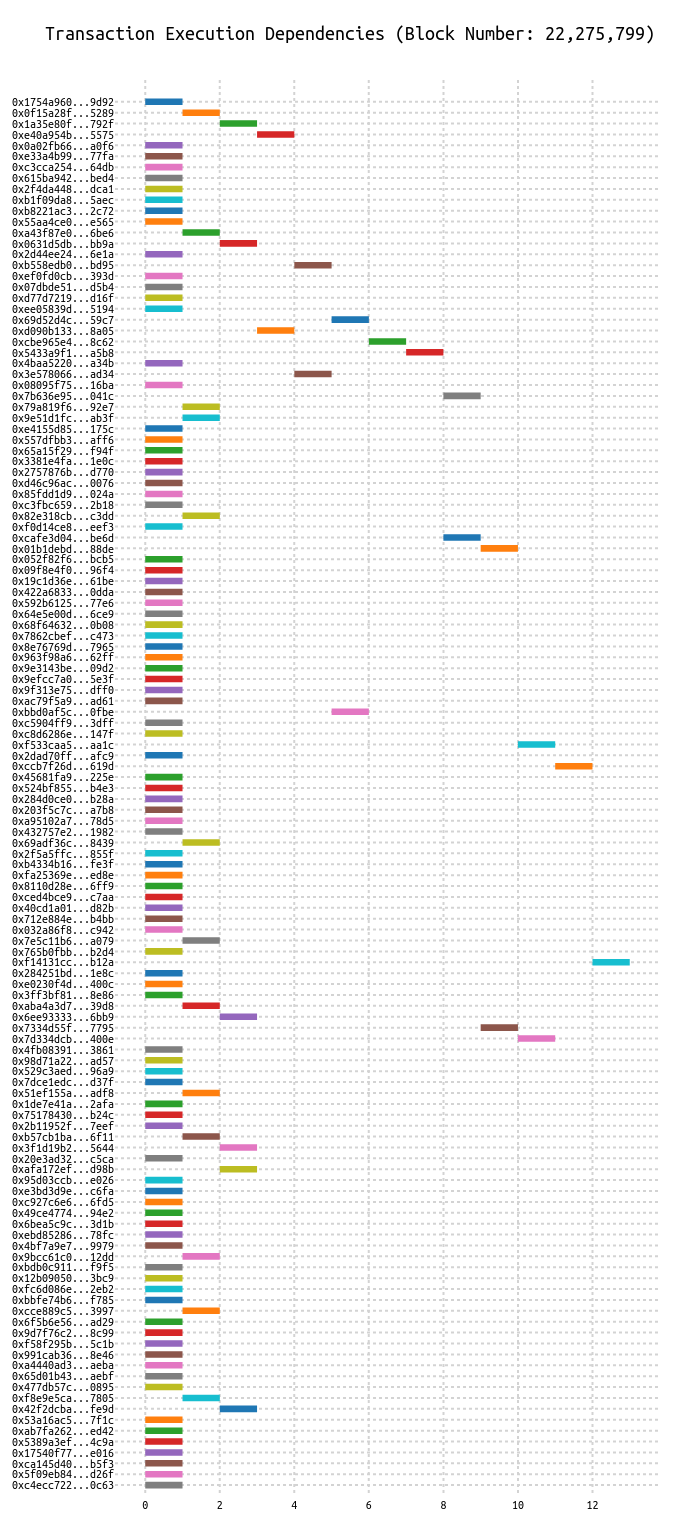 Transaction Execution Dependencies (Block Number: 22,275,799)
0x1754a960...9d92
0x0f15a28f...5289
0x1a35e80f...792f
0xe40a954b...5575
0x0a02fb66...a0f6
0xe33a4b99...77fa
0xc3cca254...64db
0x615ba942...bed4
0x2f4da448...dca1
0xb1f09da8...5aec
0xb8221ac3...2c72
0x55aa4ce0...e565
0xa43f87e0...6be6
0x0631d5db...bb9a
0x2d44ee24...6e1a
0xb558edb0...bd95
0xef0fd0cb...393d
0x07dbde51...d5b4
0xd77d7219...d16f
0xee05839d...5194
0x69d52d4c...59c7
0xd090b133...8a05
0xcbe965e4...8c62
0x5433a9f1...a5b8
0x4baa5220...a34b
0x3e578066...ad34
0x08095f75...16ba
0x7b636e95...041c
0x79a819f6...92e7
0x9e51d1fc...ab3f
0xe4155d85...175c
0x557dfbb3...aff6
0x65a15f29...f94f
0x3381e4fa...1e0c
0x2757876b...d770
0xd46c96ac...0076
0x85fdd1d9...024a
0xc3fbc659...2b18
0x82e318cb...c3dd
0xf0d14ce8...eef3
0xcafe3d04...be6d
0x01b1debd...88de
0x052f82f6...bcb5
0x09f8e4f0...96f4
0x19c1d36e...61be
0x422a6833...0dda
0x592b6125...77e6
0x64e5e00d...6ce9
0x68f64632...0b08
0x7862cbef...c473
0x8e76769d...7965
0x963f98a6...62ff
0x9e3143be...09d2
0x9efcc7a0...5e3f
0x9f313e75...dff0
0xac79f5a9...ad61
0xbbd0af5c...0fbe
0xc5904ff9...3dff
0xc8d6286e...147f
0xf533caa5...aa1c
0x2dad70ff...afc9
0xccb7f26d...619d
0x45681fa9...225e
0x524bf855...b4e3
0x284d0ce0...b28a
0x203f5c7c...a7b8
0xa95102a7...78d5
0x432757e2...1982
0x69adf36c...8439
0x2f5a5ffc...855f
0xb4334b16...fe3f
0xfa25369e...ed8e
0x8110d28e...6ff9
0xced4bce9...c7aa
0x40cd1a01...d82b
0x712e884e...b4bb
0x032a86f8...c942
0x7e5c11b6...a079
0x765b0fbb...b2d4
0xf14131cc...b12a
0x284251bd...1e8c
0xe0230f4d...400c
0x3ff3bf81...8e86
0xaba4a3d7...39d8
0x6ee93333...6bb9
0x7334d55f...7795
0x7d334dcb...400e
0x4fb08391...3861
0x98d71a22...ad57
0x529c3aed...96a9
0x7dce1edc...d37f
0x51ef155a...adf8
0x1de7e41a...2afa
0x75178430...b24c
0x2b11952f...7eef
0xb57cb1ba...6f11
0x3f1d19b2...5644
0x20e3ad32...c5ca
0xafa172ef...d98b
0x95d03ccb...e026
0xe3bd3d9e...c6fa
0xc927c6e6...6fd5
0x49ce4774...94e2
0x6bea5c9c...3d1b
0xebd85286...78fc
0x4bf7a9e7...9979
0x9bcc61c0...12dd
0xbdb0c911...f9f5
0x12b09050...3bc9
0xfc6d086e...2eb2
0xbbfe74b6...f785
0xcce889c5...3997
0x6f5b6e56...ad29
0x9d7f76c2...8c99
0xf58f295b...5c1b
0x991cab36...8e46
0xa4440ad3...aeba
0x65d01b43...aebf
0x477db57c...0895
0xf8e9e5ca...7805
0x42f2dcba...fe9d
0x53a16ac5...7f1c
0xab7fa262...ed42
0x5389a3ef...4c9a
0x17540f77...e016
0xca145d40...b5f3
0x5f09eb84...d26f
0xc4ecc722...0c63
0 2 4 6 8 10 12